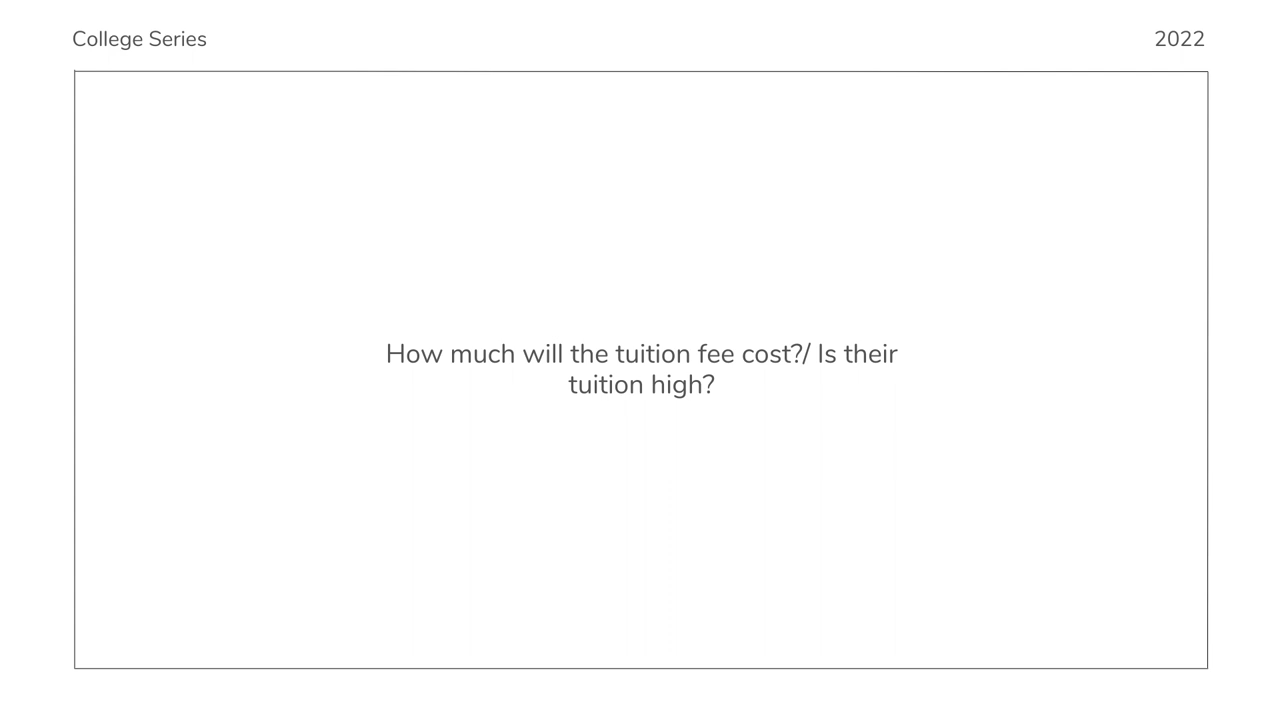 College Series
2022
How much will the tuition fee cost?/ Is their
tuition high?